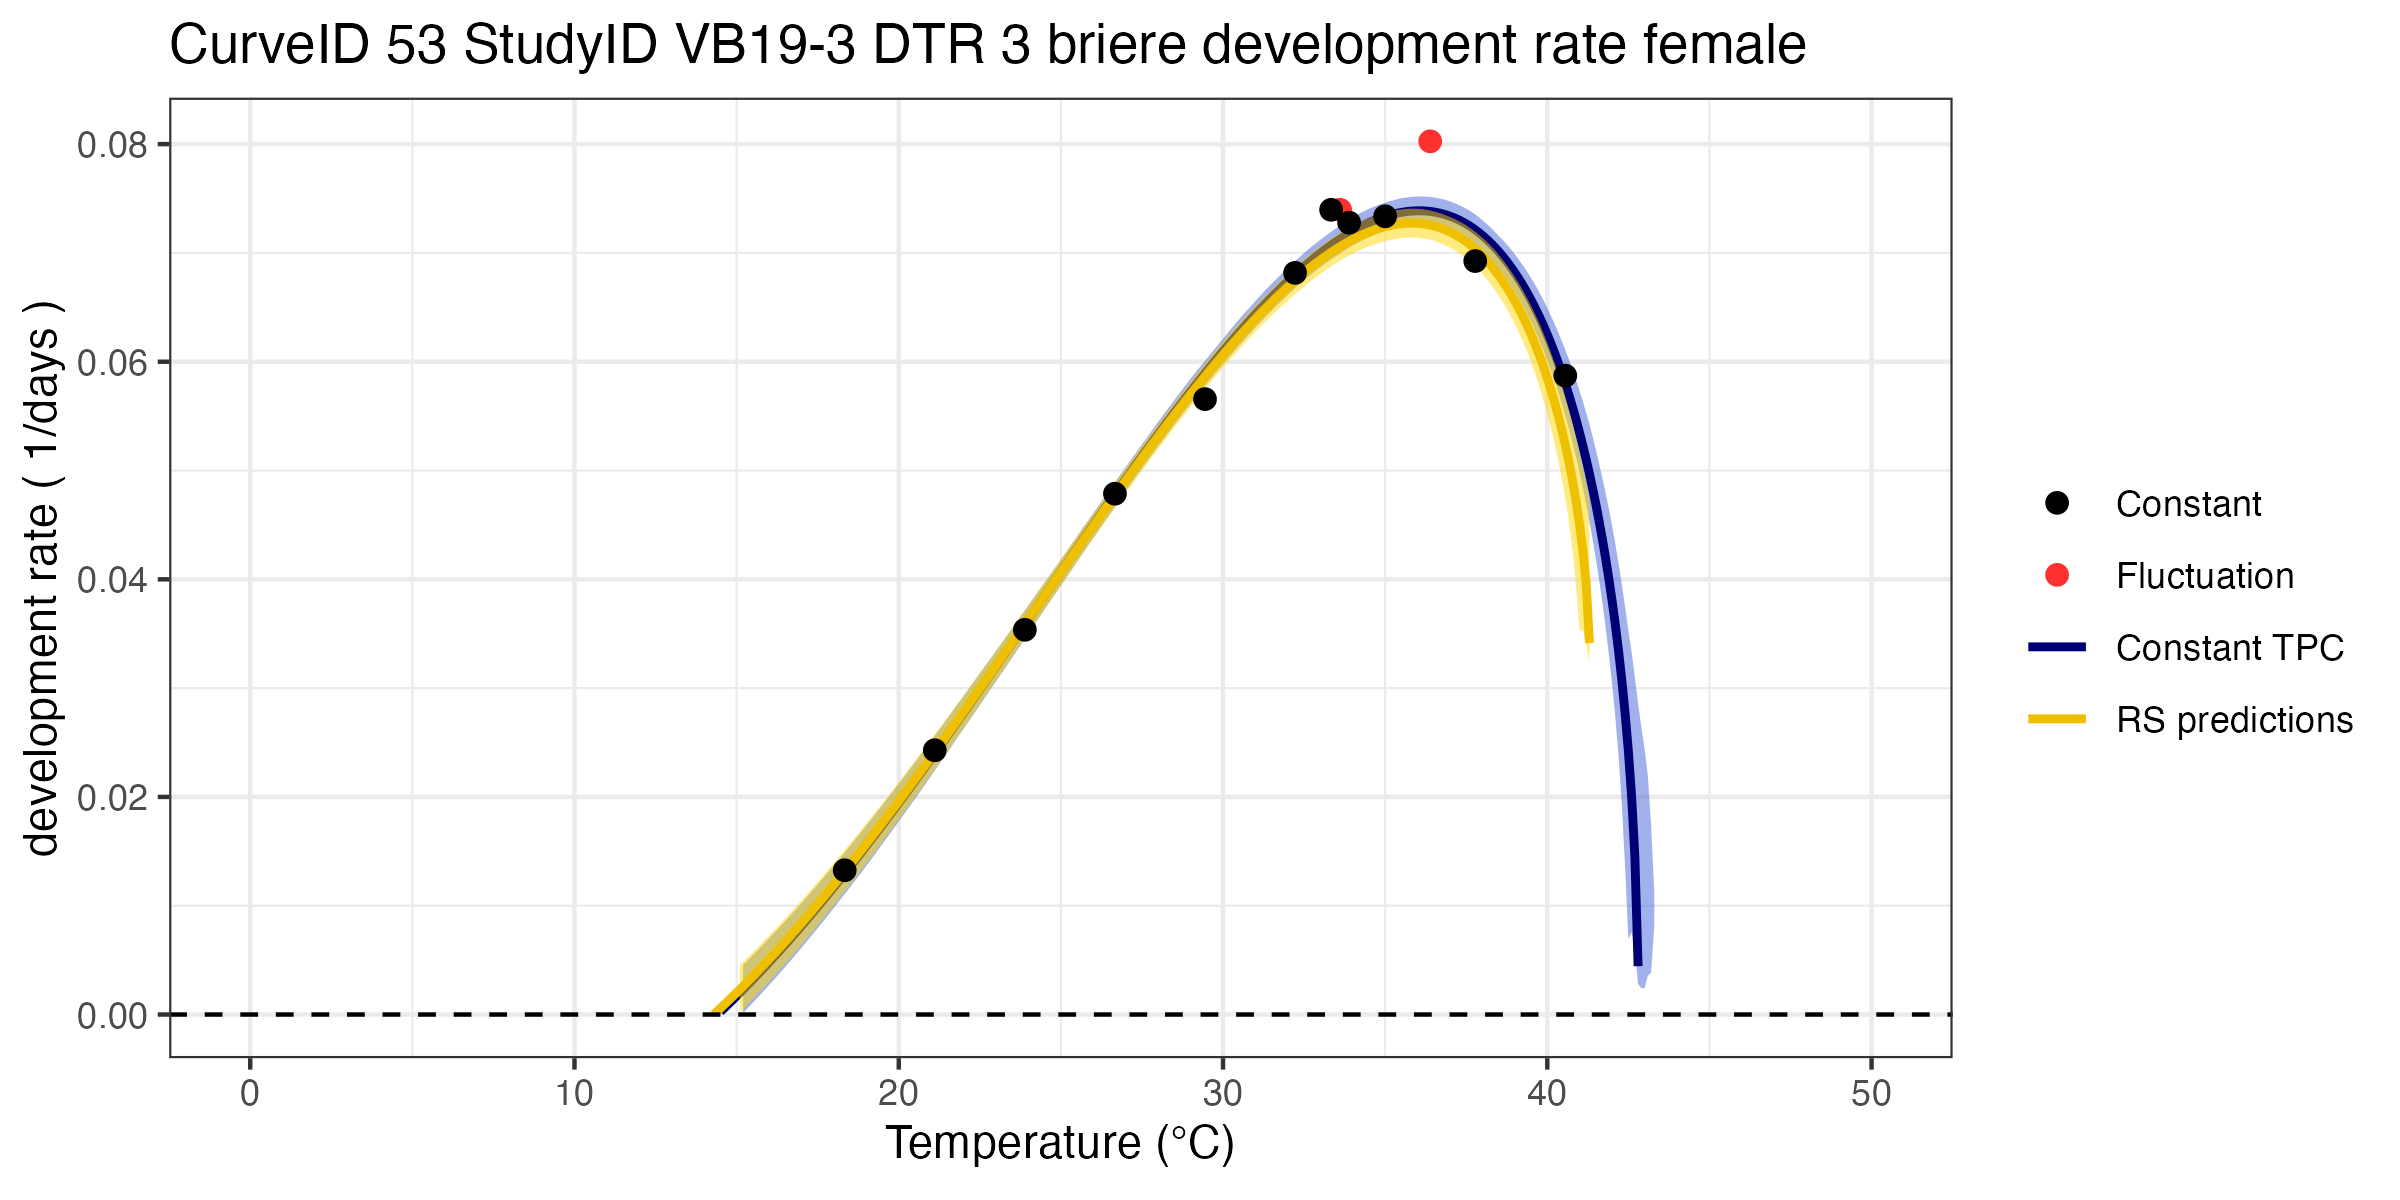 CurveID 53 StudyID VB19-3 DTR 3 briere development rate female
development rate ( 1/days )
0.08
0.06
0.04
0.02
0.00
0 10 20 30 40 50
Temperature (°C)
Constant
Fluctuation
Constant TPC
RS predictions